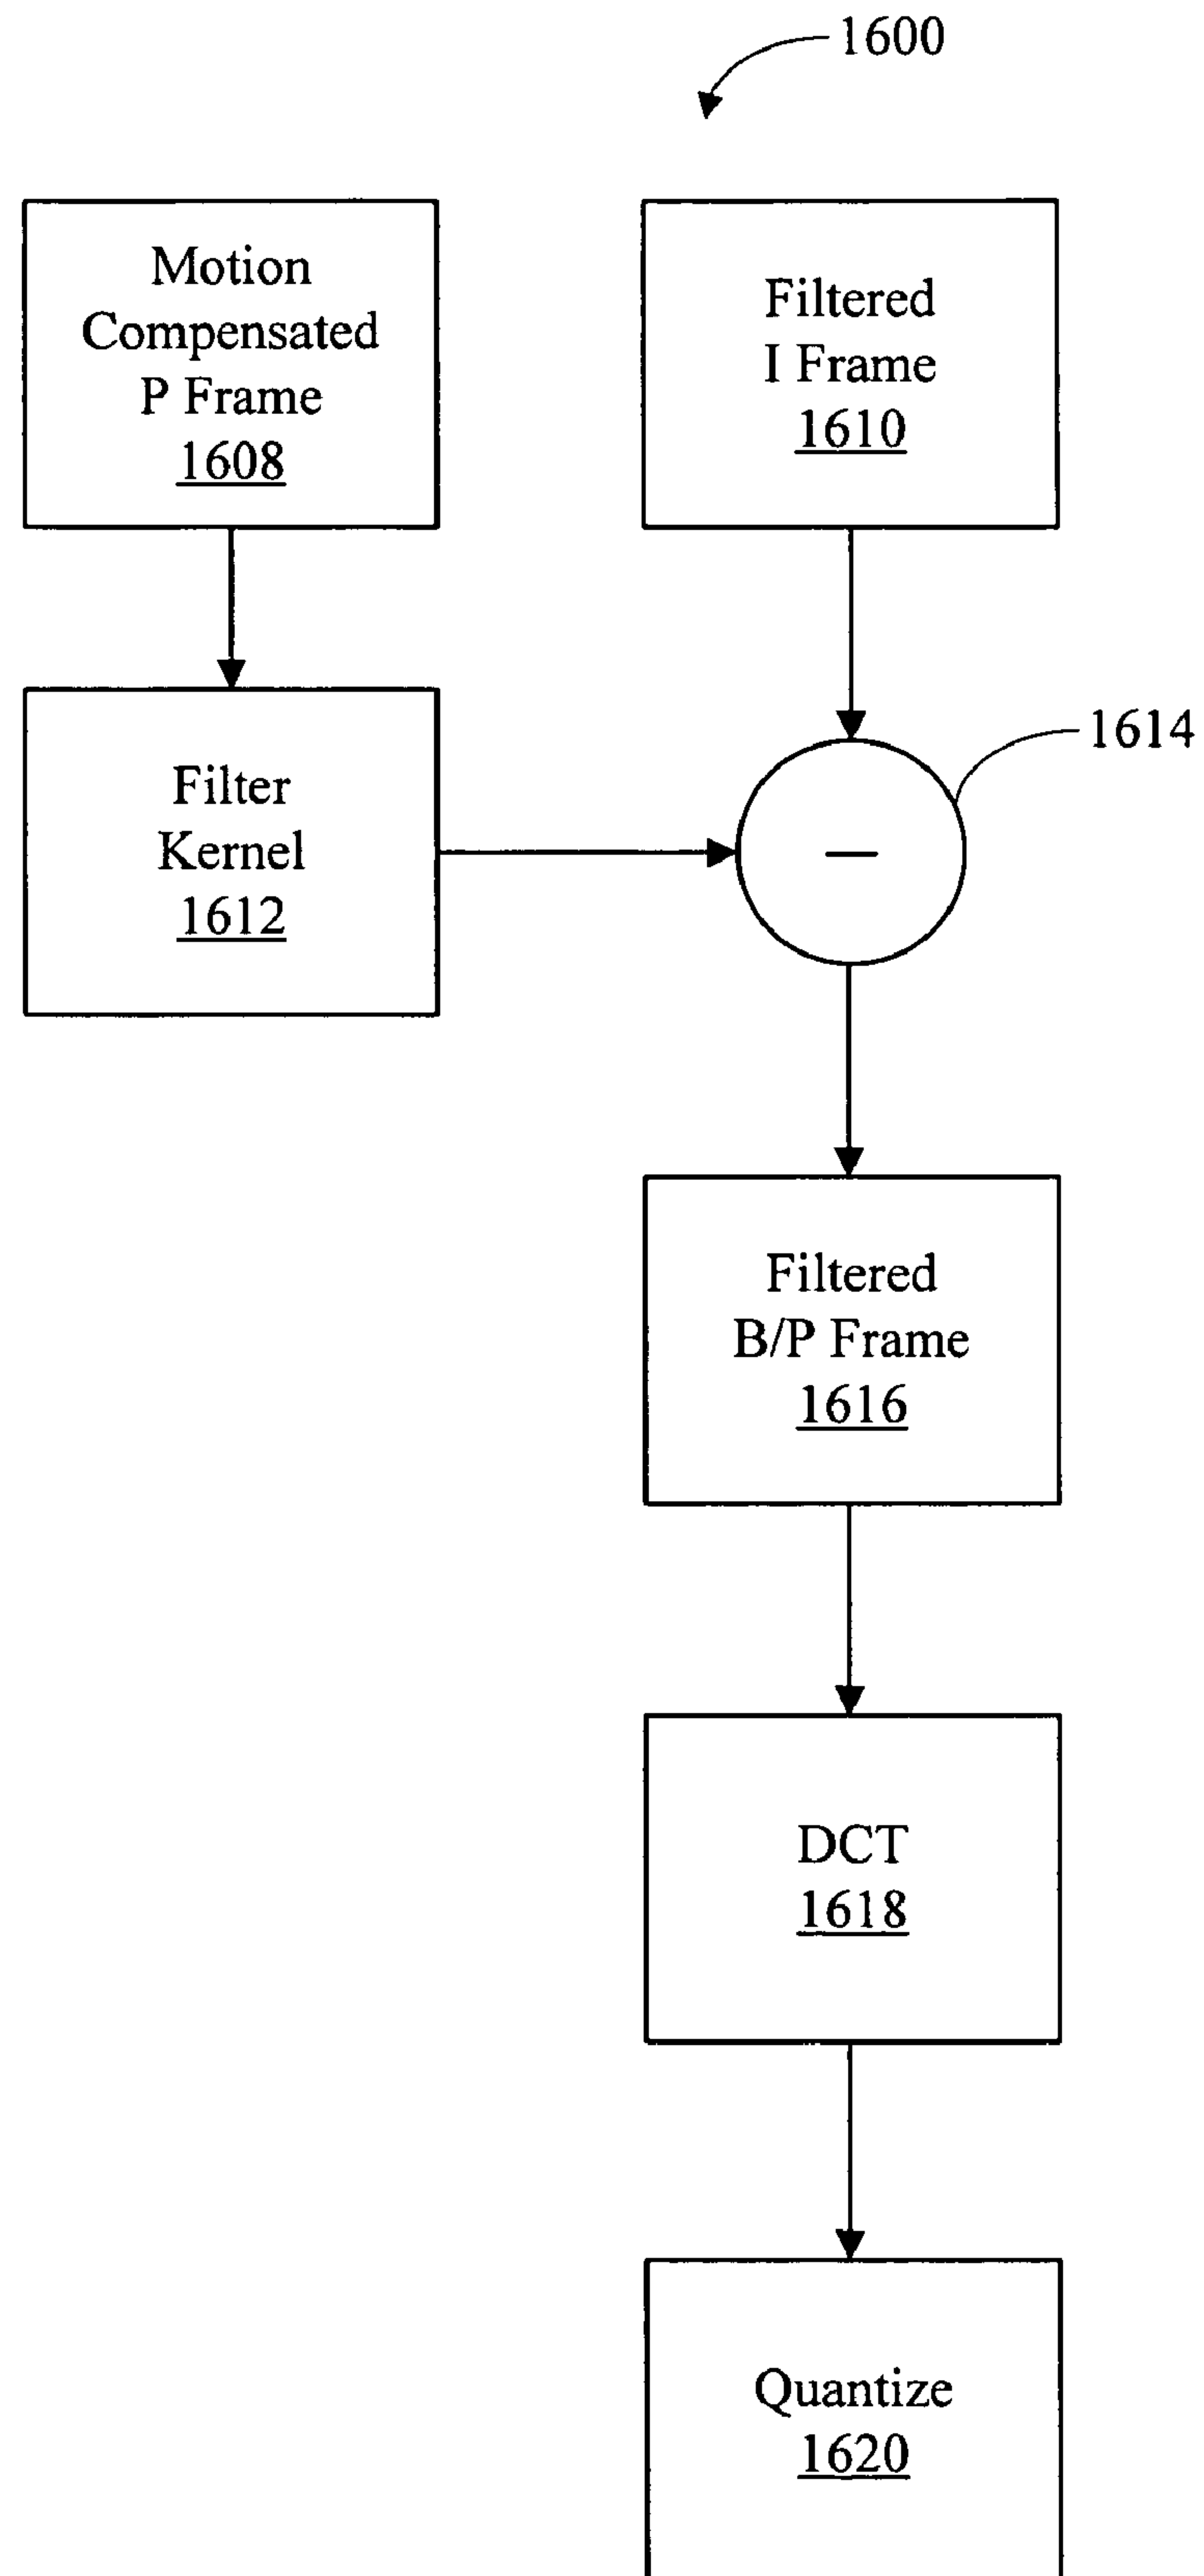 1600
Motion
Compensated
P Frame
1608
Filtered
I Frame
1610
Filter
Kernel
1612
1614
—
Filtered
B/P Frame
1616
DCT
1618
Quantize
1620